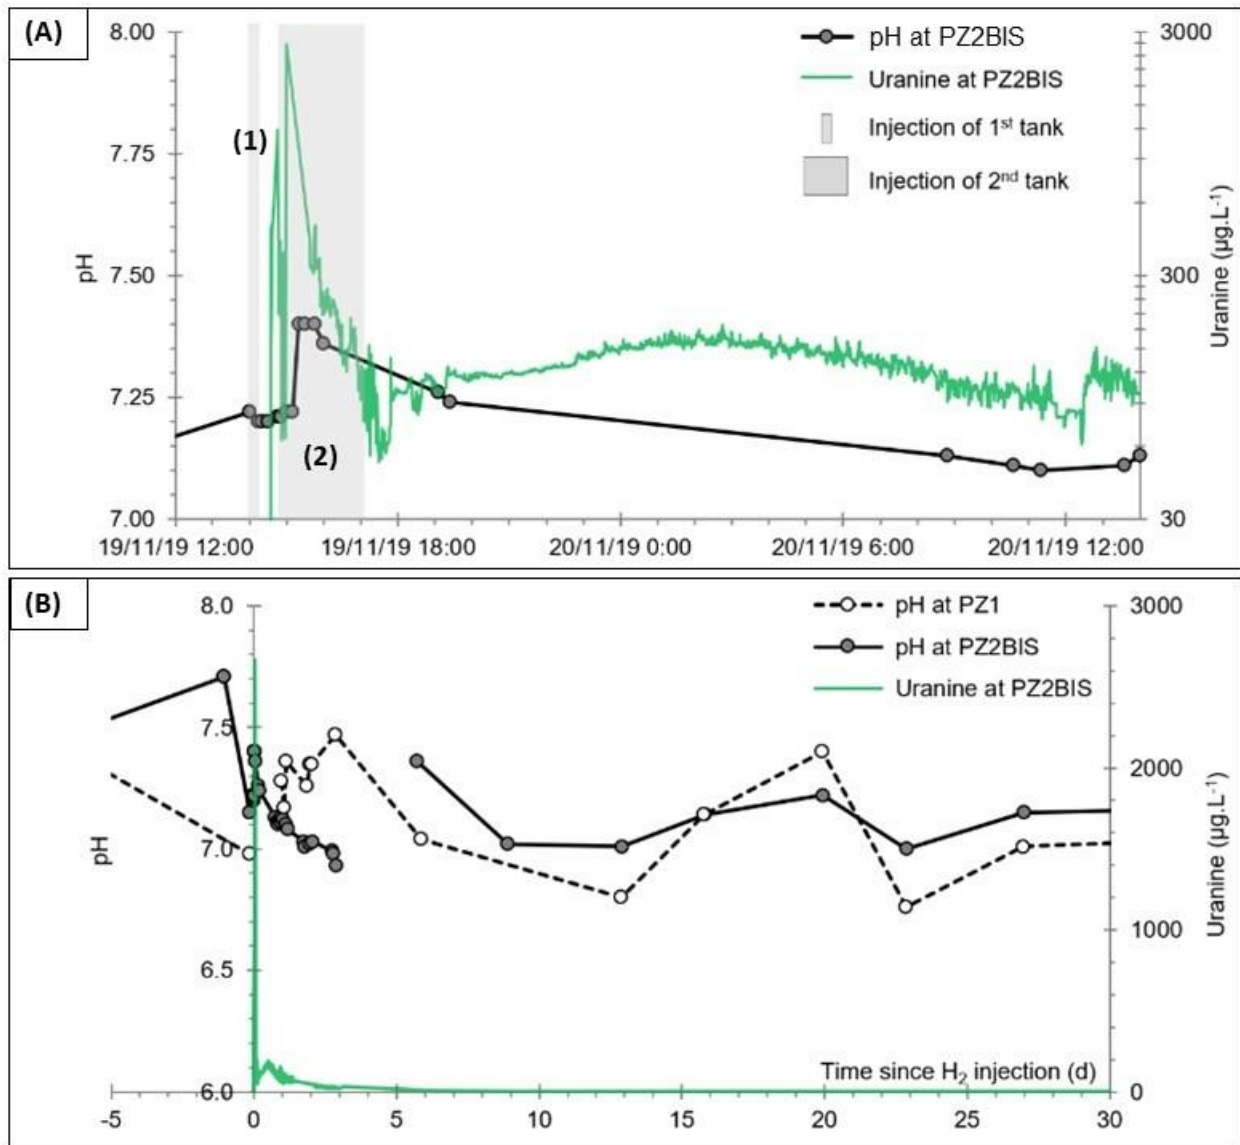 (A)
8.00
7.75
7.50
7.25
7.00
pH
(1)
(2)
pH at PZ2BIS
Uranine at PZ2BIS
Injection of 1st tank
Injection of 2nd tank
3000
300
30
Uranine (µg.L-1)
19/11/19 12:00 19/11/19 18:00 20/11/19 0:00 20/11/19 6:00 20/11/19 12:00
(B)
8.0
7.5
7.0
6.5
6.0
pH
pH at PZ1
pH at PZ2BIS
Uranine at PZ2BIS
3000
2000
1000
0
Uranine (µg.L-1)
Time since H2 injection (d)
-5 0 5 10 15 20 25 30